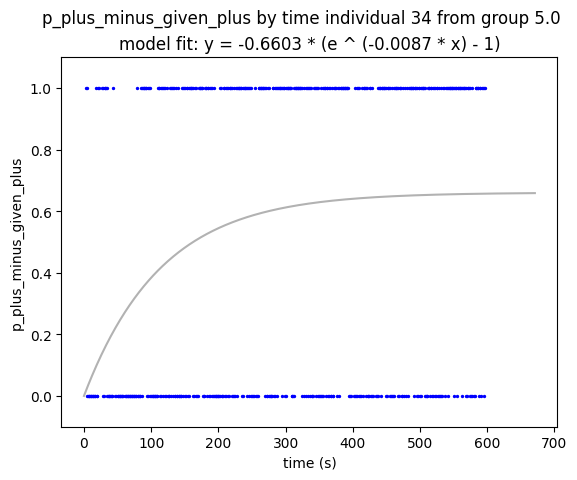 p_plus_minus_given_plus by time individual 34 from group 5.0
model fit: y = -0.6603 * (e ^ (-0.0087 * x) - 1)
p_plus_minus_given_plus
1.0
0.8
0.6
0.4
0.2
0.0
0 100 200 300 400 500 600 700
time (s)